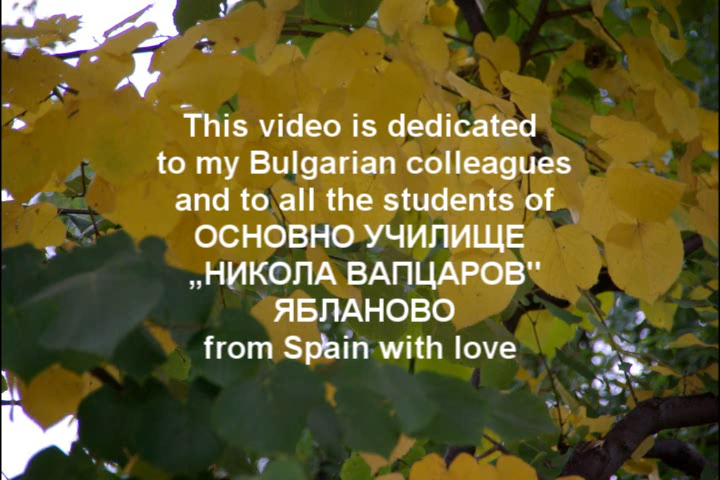 This video is dedicated
to my Bulgarian colleagues
and to all the students of
ОСНОВНО УЧИЛИЩЕ
„НИКОЛА ВАПЦАРОВ"
ЯБЛАНОВО
from Spain with love